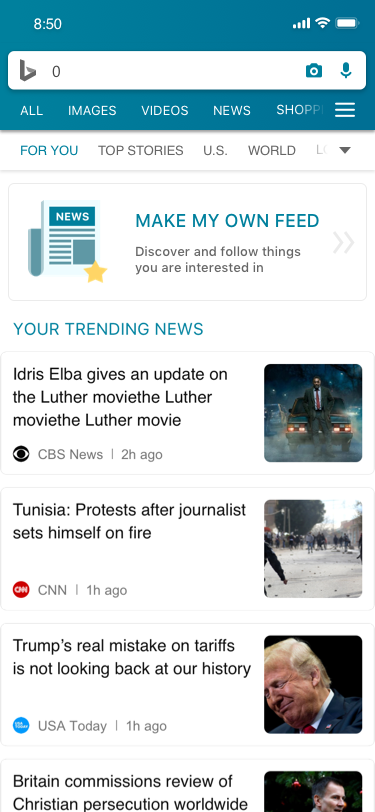 8:50
0
ALL IMAGES VIDEOS NEWS SHOPP
FOR YOU TOP STORIES U.S. WORLD
NEWS
MAKE MY OWN FEED
Discover and follow things
you are interested in
YOUR TRENDING NEWS
Idris Elba gives an update on
the Luther moviethe Luther
moviethe Luther movie
CBS News | 2h ago
Tunisia: Protests after journalist
sets himself on fire
CNN CNN | 1h ago
Trump’s real mistake on tariffs
is not looking back at our history
USA TODAY USA Today | 1h ago
Britain commissions review of
Christian persecution worldwide